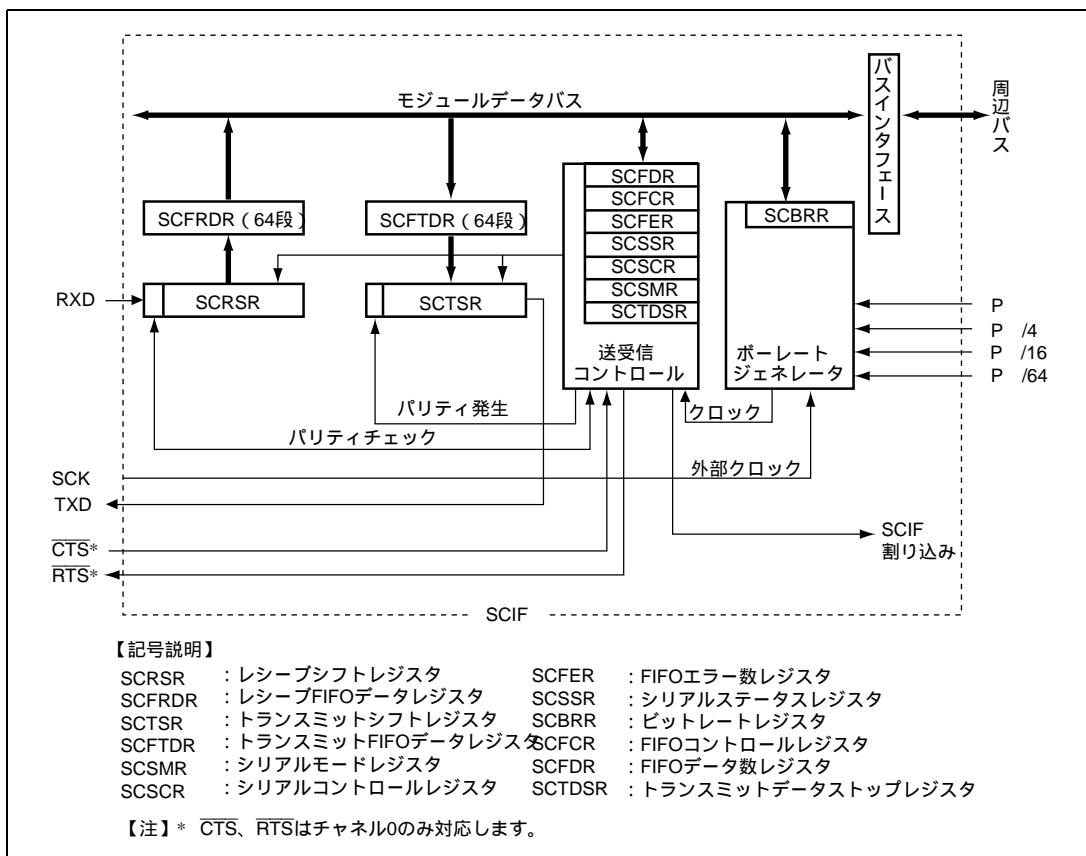 モジュールデータバス
バスインタフェース
周辺バス
SCFRDR（64段）
SCFTDR（64段）
SCFDR
SCFCR
SCFER
SCSSR
SCSCR
SCSMR
SCTDSR
SCBRR
RXD
SCRSR
SCTSR
送受信
コントロール
ボーレート
ジェネレータ
P
P /4
P /16
P /64
パリティ発生
パリティチェック
クロック
SCK
外部クロック
TXD
CTS*
RTS*
SCIF
割り込み
SCIF
【記号説明】
SCRSR ：レシーブシフトレジスタ
SCFRDR ：レシーブFIFOデータレジスタ
SCTSR ：トランスミットシフトレジスタ
SCFTDR ：トランスミットFIFOデータレジスタ
SCSMR ：シリアルモードレジスタ
SCSCR ：シリアルコントロールレジスタ
SCFER ：FIFOエラー数レジスタ
SCSSR ：シリアルステータスレジスタ
SCBRR ：ビットレートレジスタ
SCFCR ：FIFOコントロールレジスタ
SCFDR ：FIFOデータ数レジスタ
SCTDSR ：トランスミットデータストップレジスタ
【注】* CTS、RTSはチャネル0のみ対応します。